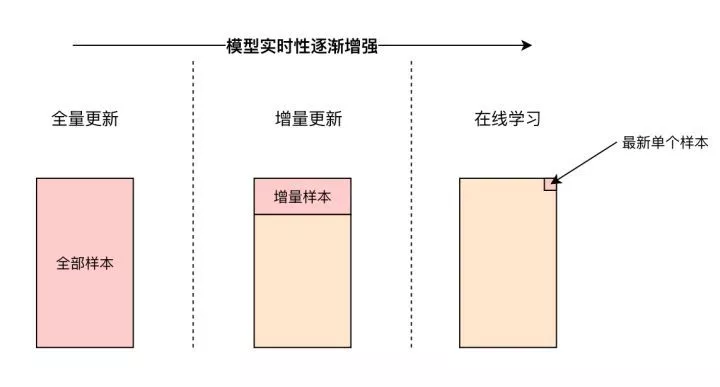 模型实时性逐渐增强
全量更新
增量更新
在线学习
最新单个样本
增量样本
全部样本